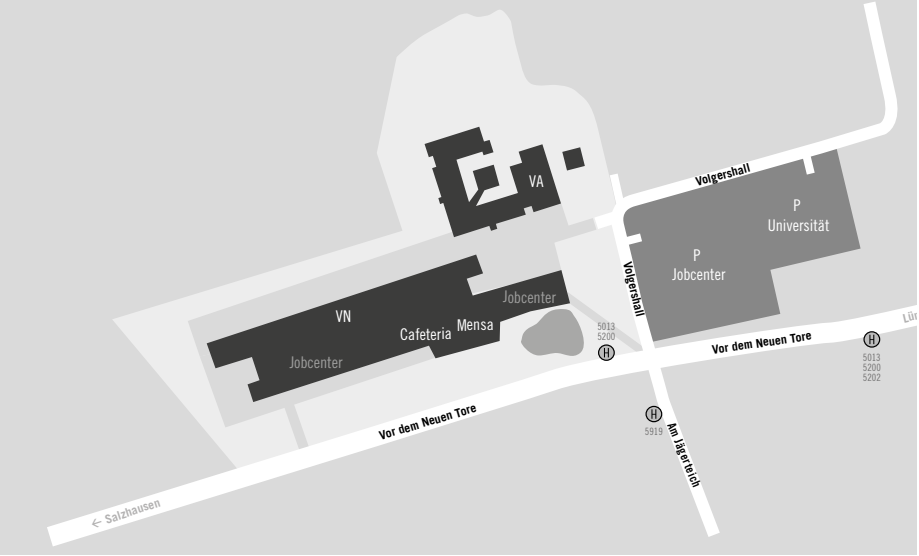 Volgershall
VA
P
Universität
P
Jobcenter
Volgershall
Jobcenter
VN
Mensa
Cafeteria
Jobcenter
5013
5200
H
Vor dem Neuen Tore
H
5013
5200
5202
H
5919
Vor dem Neuen Tore
Am Jägerteich
← Salzhausen